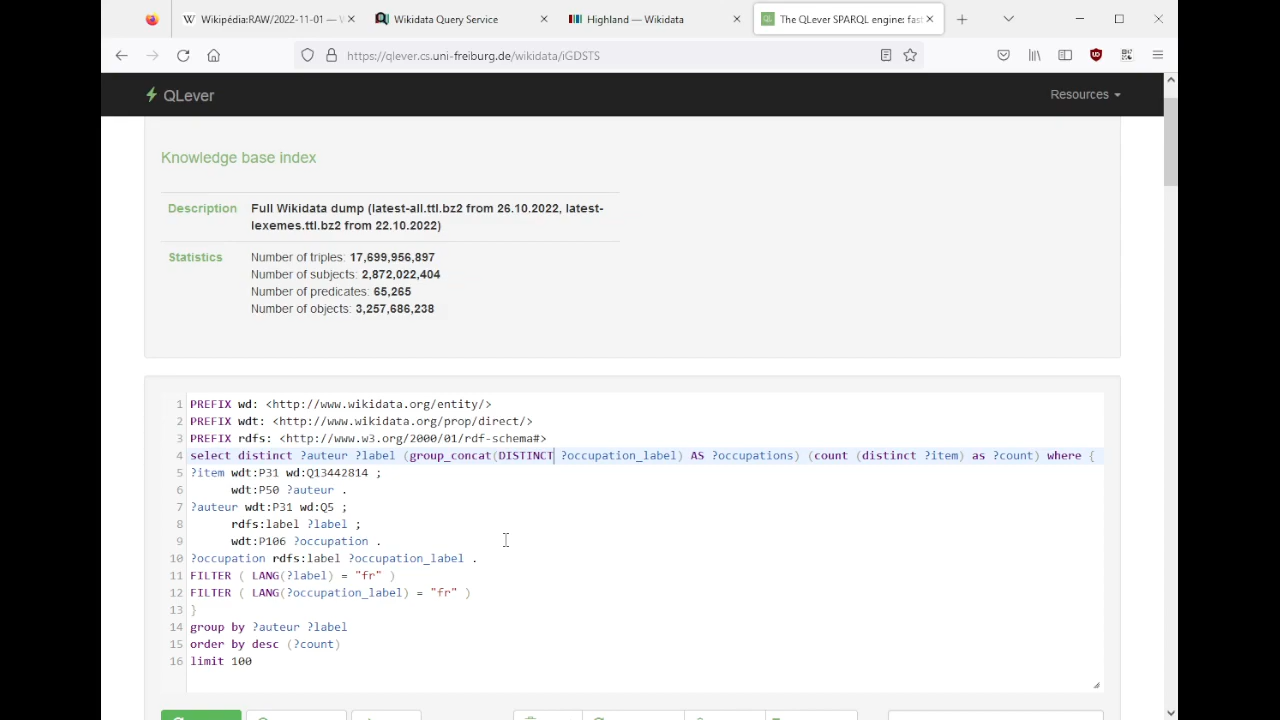 Wikipédia:RAW/2022-11-01 —
Wikidata Query Service
Highland — Wikidata
QL
The QLever SPARQL engine: fas
https://qlever.cs.uni-freiburg.de/wikidata/iGDSTS
QLever
Resources
Knowledge base index
Description
Full Wikidata dump (latest-all.ttl.bz2 from 26.10.2022, latest-
lexemes.ttl.bz2 from 22.10.2022)
Statistics
Number of triples: 17,699,956,897
Number of subjects: 2,872,022,404
Number of predicates: 65,265
Number of objects: 3,257,686,238
1 PREFIX wd: <http://www.wikidata.org/entity/>
2 PREFIX wdt: <http://www.wikidata.org/prop/direct/>
3 PREFIX rdfs: <http://www.w3.org/2000/01/rdf-schema#>
4 select distinct ?auteur ?label (group_concat(DISTINCT ?occupation_label) AS ?occupations) (count (distinct ?item) as ?count) where {
5 ?item wdt:P31 wd:Q13442814 ;
6 wdt:P50 ?auteur .
7 ?auteur wdt:P31 wd:Q5 ;
8 rdfs:label ?label ;
9 wdt:P106 ?occupation .
10 ?occupation rdfs:label ?occupation_label .
11 FILTER ( LANG(?label) = "fr" )
12 FILTER ( LANG(?occupation_label) = "fr" )
13 }
14 group by ?auteur ?label
15 order by desc (?count)
16 limit 100